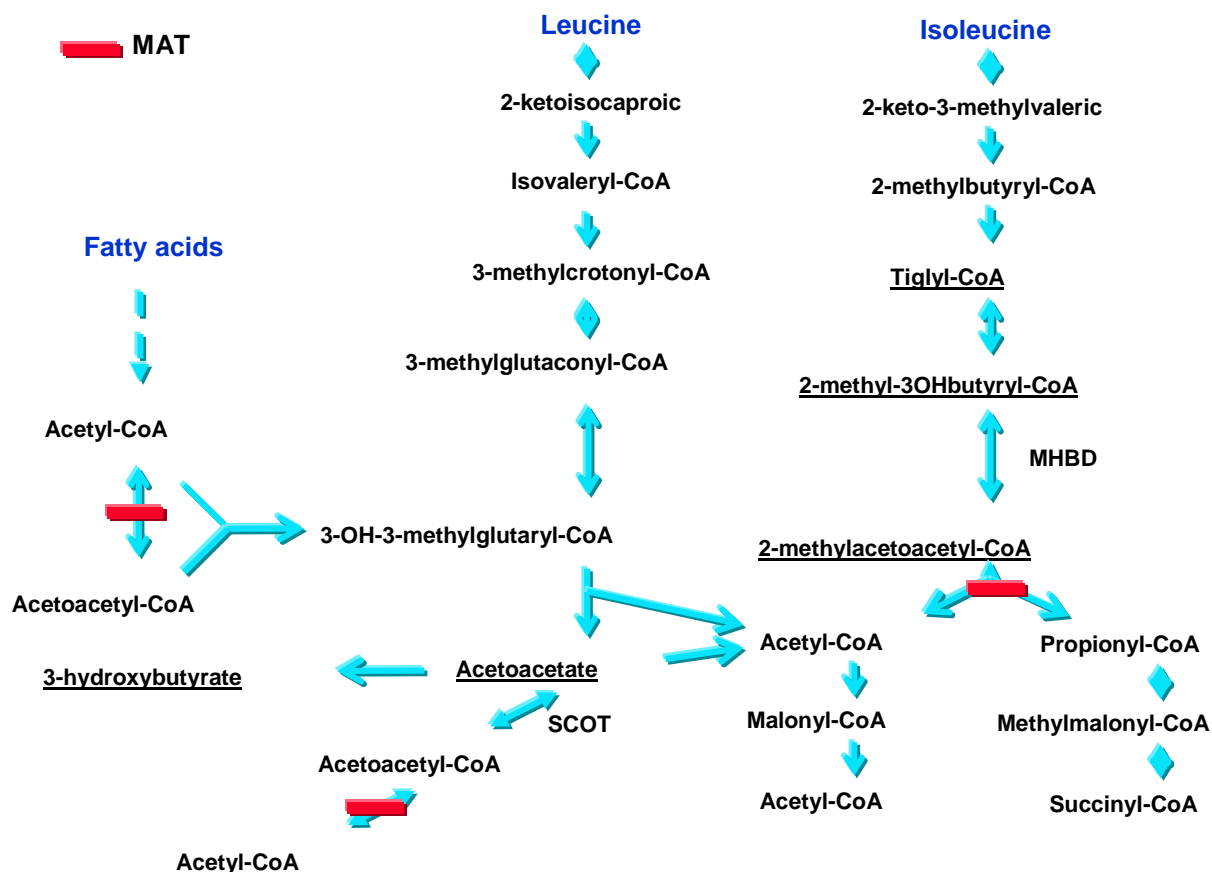 MAT
Leucine
Isoleucine
2-ketoisocaproic
2-keto-3-methylvaleric
Isovaleryl-CoA
2-methylbutyryl-CoA
Fatty acids
3-methylcrotonyl-CoA
Tiglyl-CoA
3-methylglutaconyl-CoA
2-methyl-3OHbutyryl-CoA
Acetyl-CoA
MHBD
3-OH-3-methylglutaryl-CoA
2-methylacetoacetyl-CoA
Acetoacetyl-CoA
Acetyl-CoA
Propionyl-CoA
3-hydroxybutyrate
Acetoacetate
SCOT
Malonyl-CoA
Methylmalonyl-CoA
Acetoacetyl-CoA
Acetyl-CoA
Succinyl-CoA
Acetyl-CoA